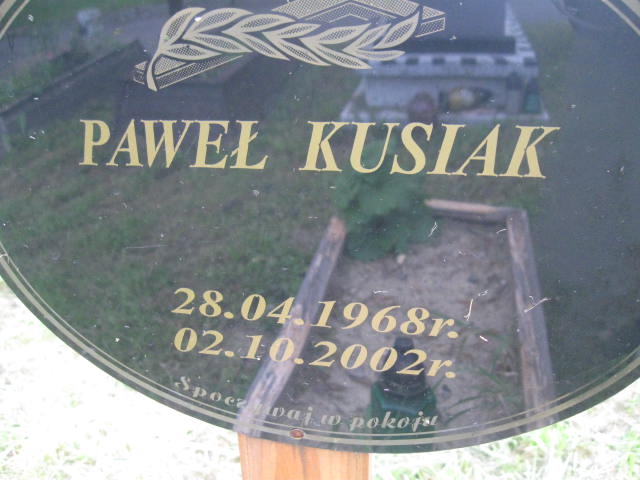 PAWEŁ KUSIAK
28.04.1968r.
02.10.2002r.
Spoczywaj w pokoju